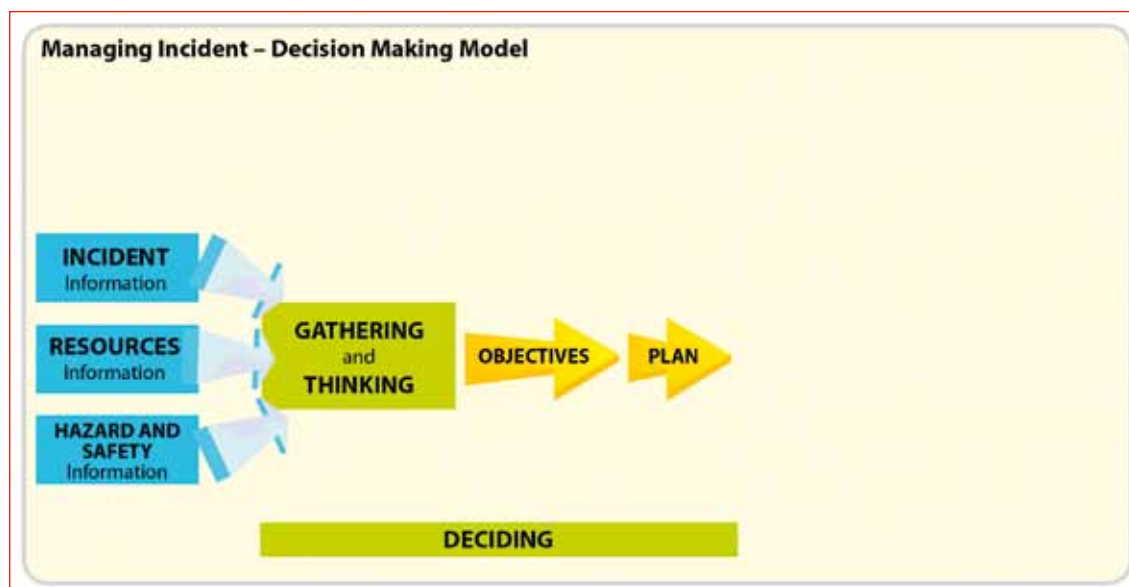 Managing Incident – Decision Making Model
INCIDENT
Information
RESOURCES
Information
HAZARD AND
SAFETY
Information
GATHERING
and
THINKING
OBJECTIVES
PLAN
DECIDING